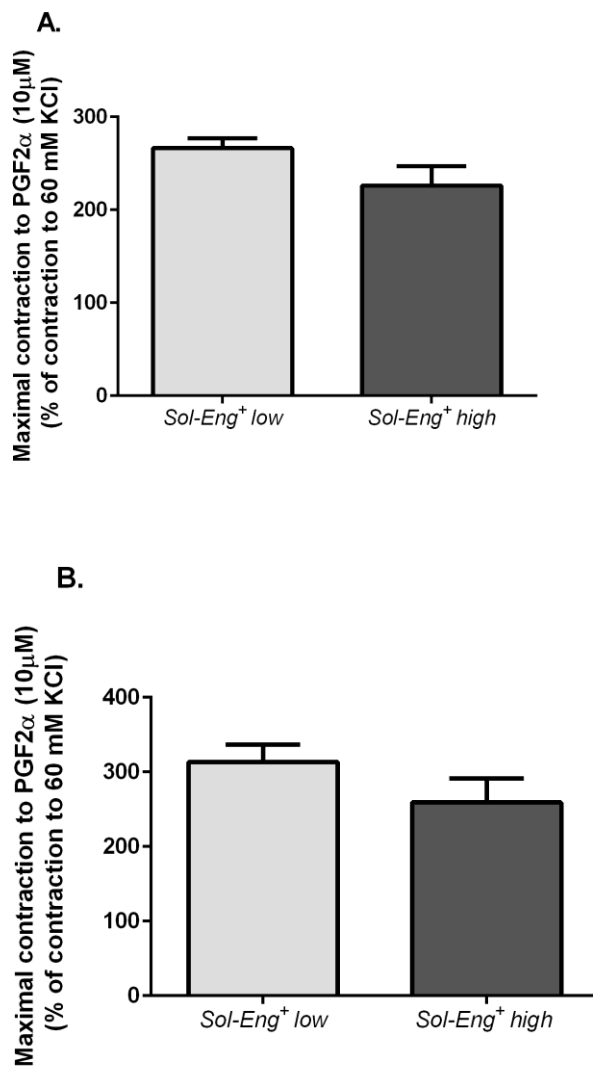 A.
Maximal contraction to PGF2α (10μM)
(% of contraction to 60 mM KCl)
300
200
100
0
Sol-Eng⁺ low
Sol-Eng⁺ high
B.
Maximal contraction to PGF2α (10μM)
(% of contraction to 60 mM KCl)
400
300
200
100
0
Sol-Eng⁺ low
Sol-Eng⁺ high